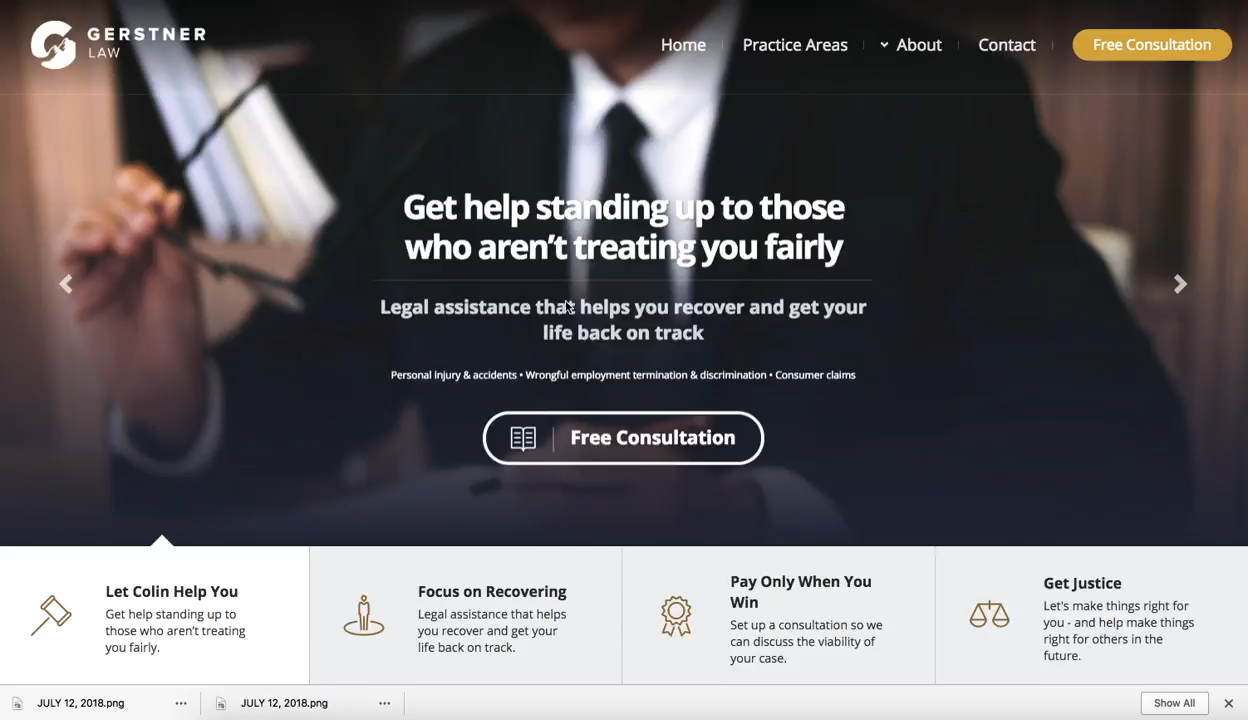 GERSTNER
LAW
Home
Practice Areas
About
Contact
Free Consultation
Get help standing up to those
who aren't treating you fairly
Legal assistance that helps you recover and get your
life back on track
Personal injury & accidents • Wrongful employment termination & discrimination • Consumer claims
Free Consultation
Let Colin Help You
Get help standing up to
those who aren't treating
you fairly.
Focus on Recovering
Legal assistance that helps
you recover and get your
life back on track.
Pay Only When You
Win
Set up a consultation so we
can discuss the viability of
your case.
Get Justice
Let's make things right for
you - and help make things
right for others in the
future.
JULY 12, 2018.png
JULY 12, 2018.png
Show All